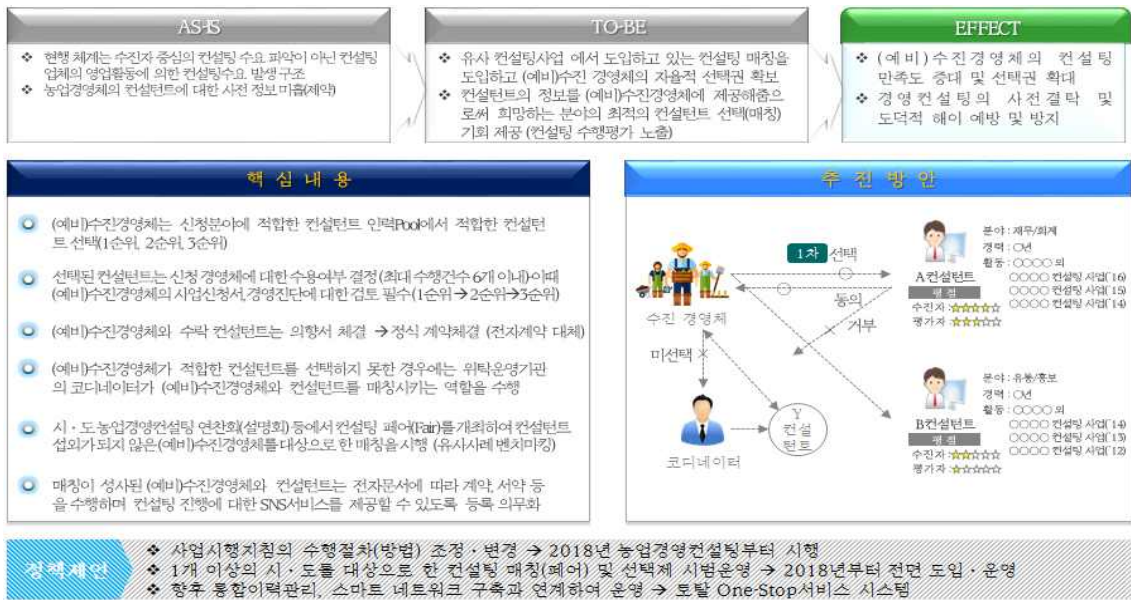 AS-IS
❖ 현행 체계는 수진자 중심의 컨설팅 수요 파악이 아닌 컨설팅
업체의 영업활동에 의한 컨설팅수요 발생 구조
❖ 농업경영체의 컨설턴트에 대한 사전 정보 미흡(제약)
TO-BE
❖ 유사 컨설팅사업 에서 도입하고 있는 컨설팅 매칭을
도입하고 (예비)수진 경영체의 자율적 선택권 확보
❖ 컨설턴트의 정보를 (예비)수진경영체에 제공해줌으
로써 희망하는 분야의 최적의 컨설턴트 선택(매칭)
기회 제공 (컨설팅 수행평가 노출)
EFFECT
❖ (예비)수진경영체의 컨설팅
만족도 증대 및 선택권 확대
❖ 경영컨설팅의 사전결탁 및
도덕적 해이 예방 및 방지
핵심내용
(예비)수진경영체는 신청분야에 적합한 컨설턴트 인력Pool에서 적합한 컨설턴
트 선택(1순위, 2순위, 3순위)
선택된 컨설턴트는 신청 경영체에 대한 수용여부 결정(최대 수행건수 6개 이내)이때
(예비)수진경영체의 사업신청서, 경영진단에 대한 검토 필수(1순위→2순위→3순위)
(예비)수진경영체와 수락 컨설턴트는 의향서 체결 → 정식 계약체결 (전자계약 대체)
(예비)수진경영체가 적합한 컨설턴트를 선택하지 못한 경우에는 위탁운영기관
의 코디네이터가 (예비)수진경영체와 컨설턴트를 매칭시키는 역할을 수행
시·도 농업경영컨설팅 연찬회(설명회) 등에서 컨설팅 페어(Fair)를 개최하여 컨설턴트
섭외가 되지 않은 (예비)수진경영체를 대상으로 한 매칭을 시행 (유사사례 벤치마킹)
매칭이 성사된 (예비)수진경영체와 컨설턴트는 전자문서에 따라 계약, 서약 등
을 수행하며 컨설팅 진행에 대한 SNS서비스를 제공할 수 있도록 등록 의무화
추진방안
1차 선택
동의
거부
수진 경영체
미선택
코디네이터
Y
컨설
턴트
A컨설턴트
평점
수진자 : ★★★★☆
평가자 : ★★★☆☆
분야 : 재무/회계
경력 : ○년
활동 : ○○○○ 외
○○○○ 컨설팅 사업('16)
○○○○ 컨설팅 사업('15)
○○○○ 컨설팅 사업('14)
B컨설턴트
평점
수진자 : ★★☆☆☆
평가자 : ★☆☆☆☆
분야 : 유통/홍보
경력 : ○년
활동 : ○○○○ 외
○○○○ 컨설팅 사업('14)
○○○○ 컨설팅 사업('13)
○○○○ 컨설팅 사업('12)
정책제언
❖ 사업시행지침의 수행절차(방법) 조정·변경 → 2018년 농업경영컨설팅부터 시행
❖ 1개 이상의 시·도를 대상으로 한 컨설팅 매칭(페어) 및 선택제 시범운영 → 2018년부터 전면 도입·운영
❖ 향후 통합이력관리, 스마트 네트워크 구축과 연계하여 운영 → 토탈 One-Stop서비스 시스템